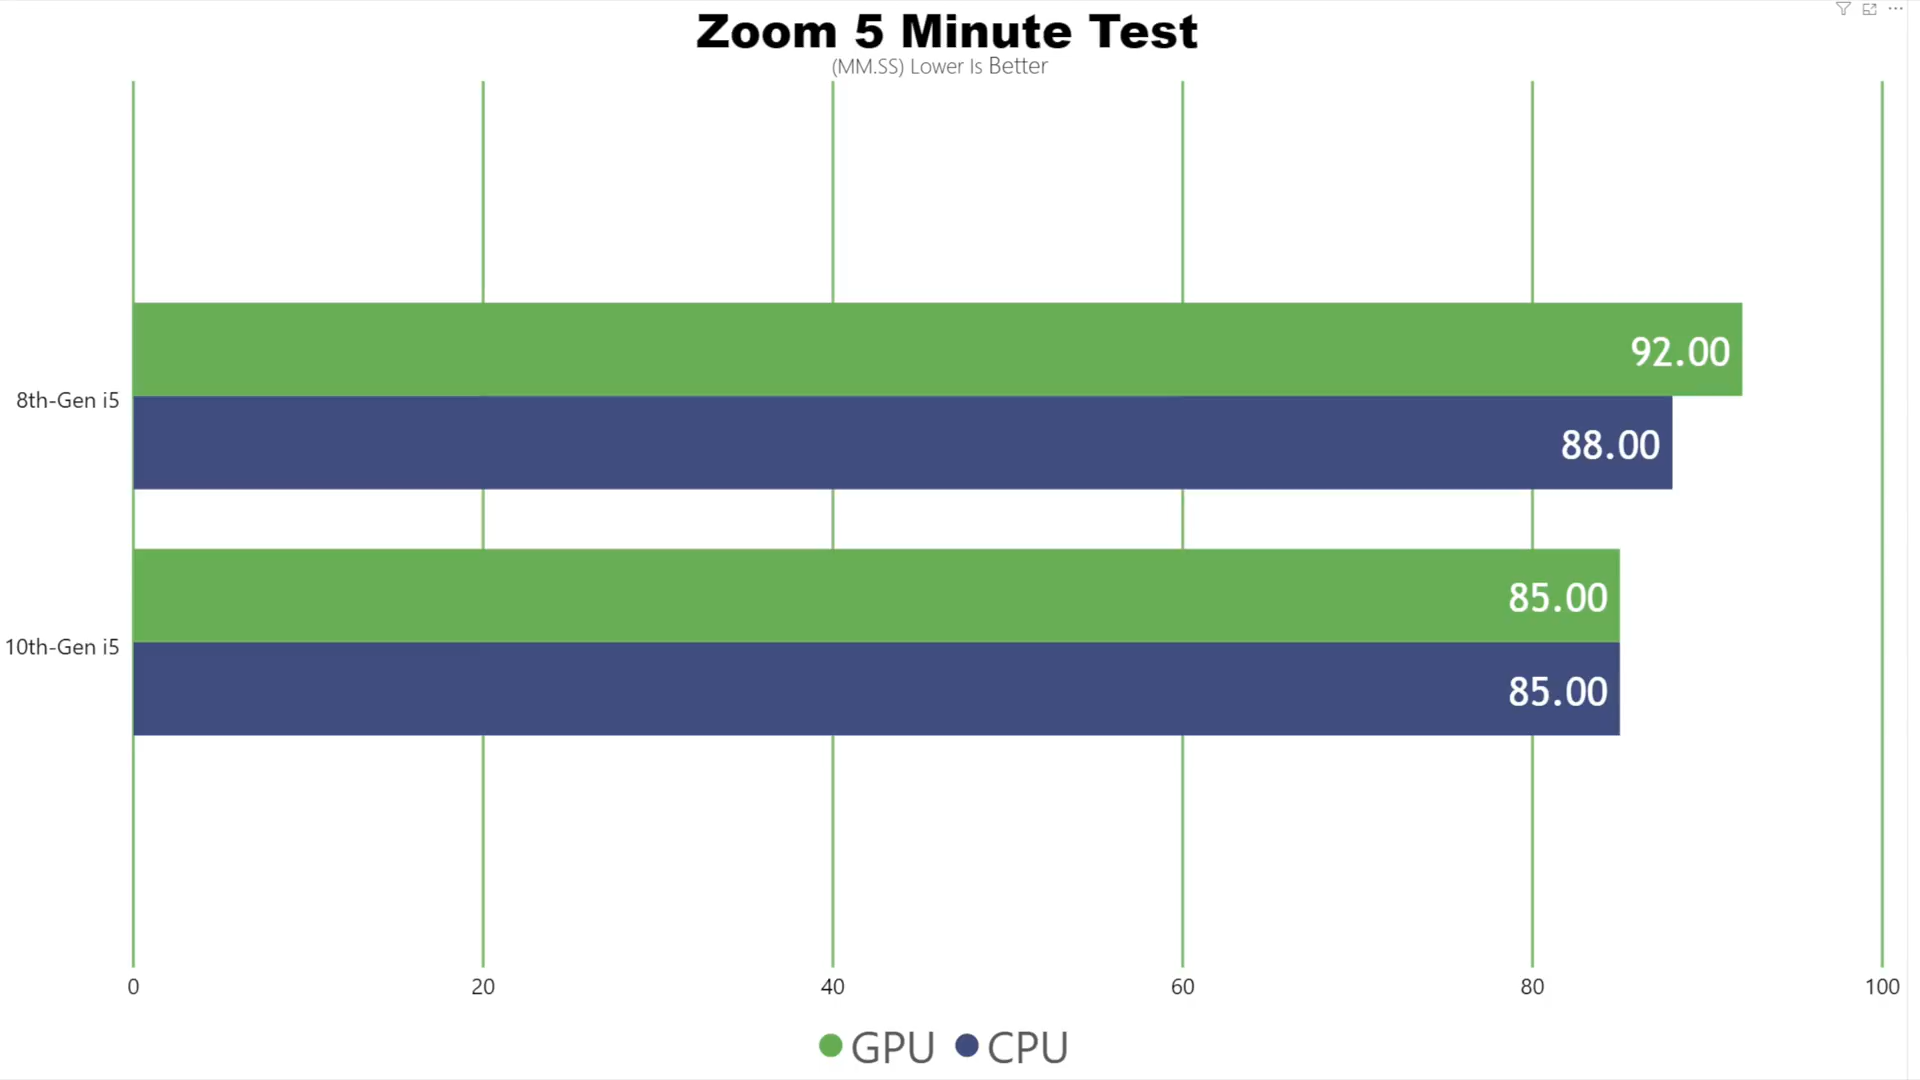 Zoom 5 Minute Test
(MM.SS) Lower Is Better
92.00
8th-Gen i5
88.00
85.00
10th-Gen i5
85.00
0 20 40 60 80 100
GPU CPU